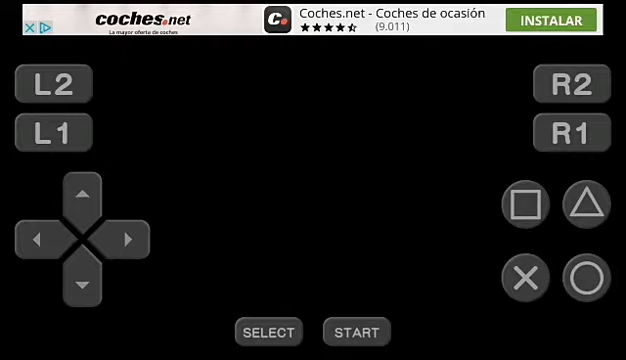 coches.net
La mayor oferta de coches
Coches.net - Coches de ocasión
(9.011)
INSTALAR
L2
R2
L1
R1
SELECT
START